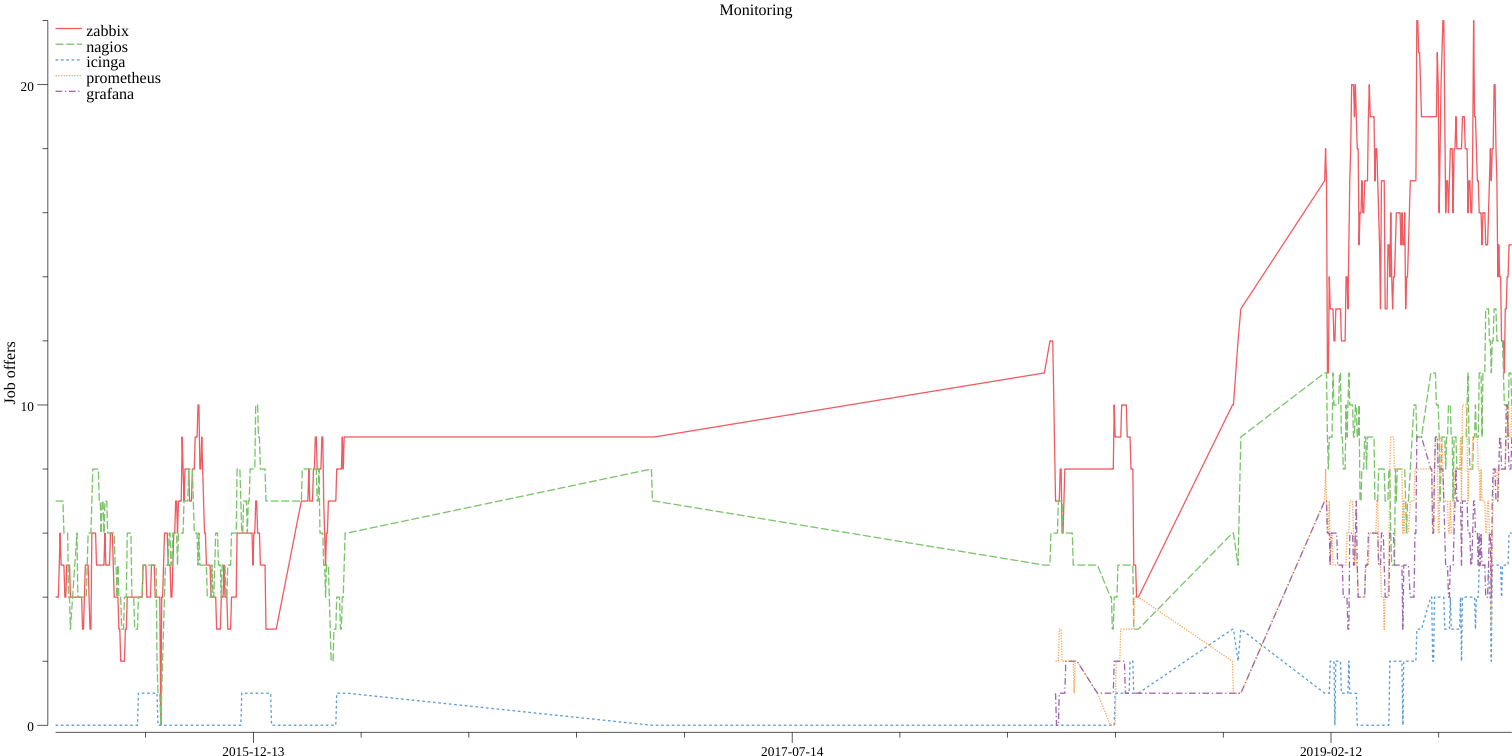 Monitoring
zabbix
nagios
icinga
prometheus
grafana
20
Job offers
10
0
2015-12-13
2017-07-14
2019-02-12